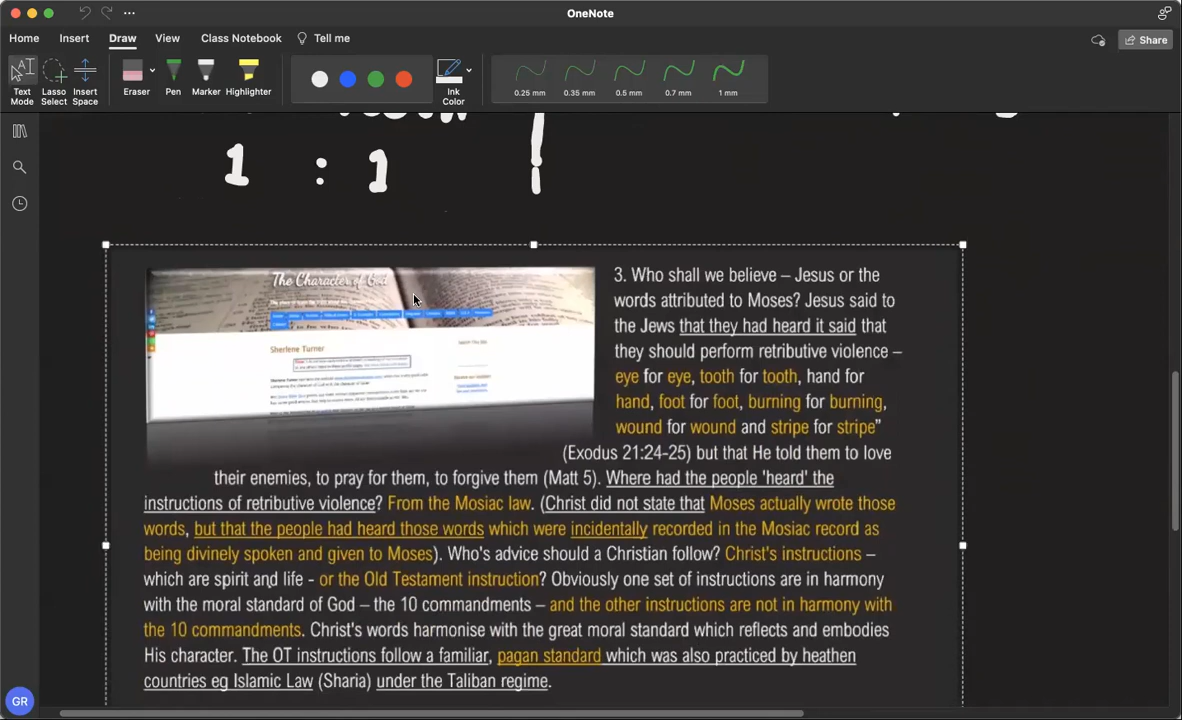 OneNote
Home Insert Draw View Class Notebook Tell me
Share
Text Mode
Lasso Select
Insert Space
Eraser
Pen
Marker
Highlighter
Ink Color
0.25 mm
0.35 mm
0.5 mm
0.7 mm
1 mm
1 : 1
The Character of God
Sherlene Turner
3. Who shall we believe – Jesus or the
words attributed to Moses? Jesus said to
the Jews that they had heard it said that
they should perform retributive violence –
eye for eye, tooth for tooth, hand for
hand, foot for foot, burning for burning,
wound for wound and stripe for stripe”
(Exodus 21:24-25) but that He told them to love
their enemies, to pray for them, to forgive them (Matt 5). Where had the people 'heard' the
instructions of retributive violence? From the Mosiac law. (Christ did not state that Moses actually wrote those
words, but that the people had heard those words which were incidentally recorded in the Mosiac record as
being divinely spoken and given to Moses). Who's advice should a Christian follow? Christ's instructions –
which are spirit and life - or the Old Testament instruction? Obviously one set of instructions are in harmony
with the moral standard of God – the 10 commandments – and the other instructions are not in harmony with
the 10 commandments. Christ's words harmonise with the great moral standard which reflects and embodies
His character. The OT instructions follow a familiar, pagan standard which was also practiced by heathen
countries eg Islamic Law (Sharia) under the Taliban regime.
GR